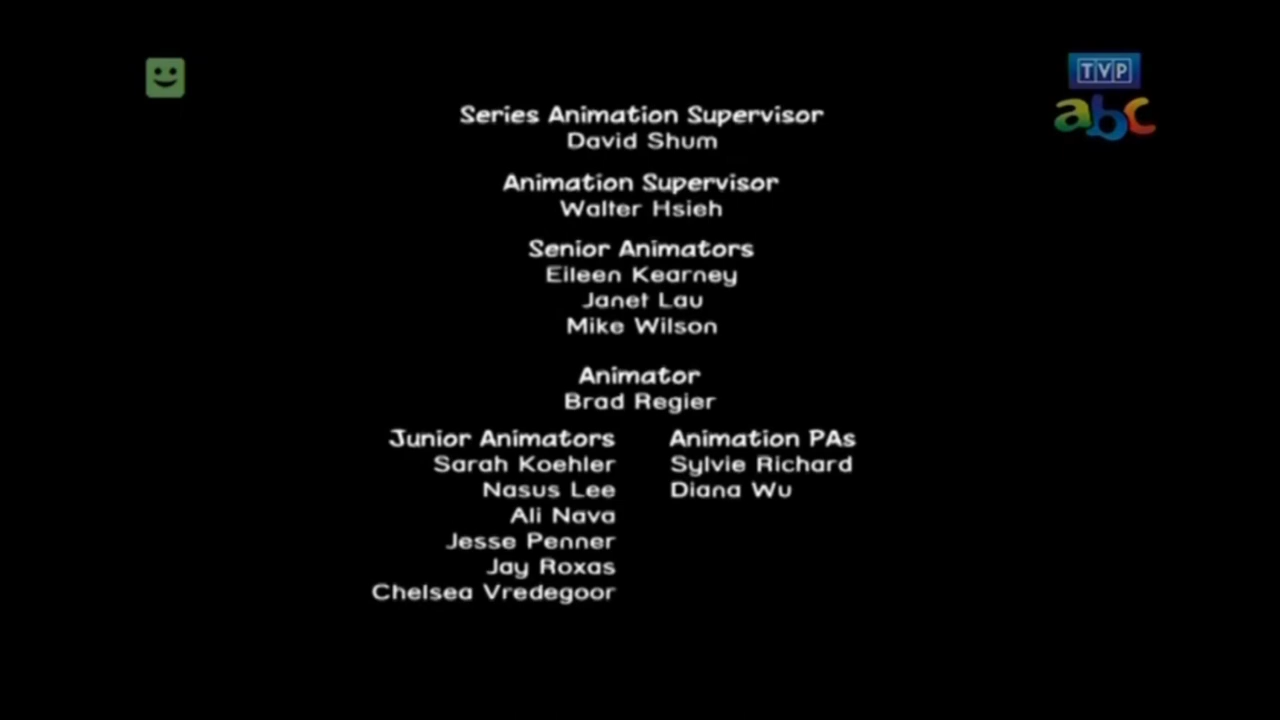 TVP
abc
Series Animation Supervisor
David Shum
Animation Supervisor
Walter Hsieh
Senior Animators
Eileen Kearney
Janet Lau
Mike Wilson
Animator
Brad Regier
Junior Animators
Sarah Koehler
Nasus Lee
Ali Nava
Jesse Penner
Jay Roxas
Chelsea Vredegoor
Animation PAs
Sylvie Richard
Diana Wu